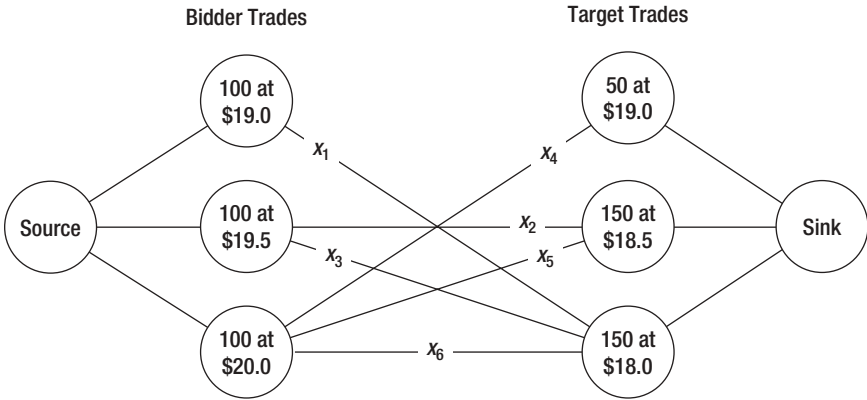 Bidder Trades
Target Trades
100 at
$19.0
50 at
$19.0
x₁
x₄
Source
100 at
$19.5
x₂
150 at
$18.5
Sink
x₃
x₅
100 at
$20.0
x₆
150 at
$18.0